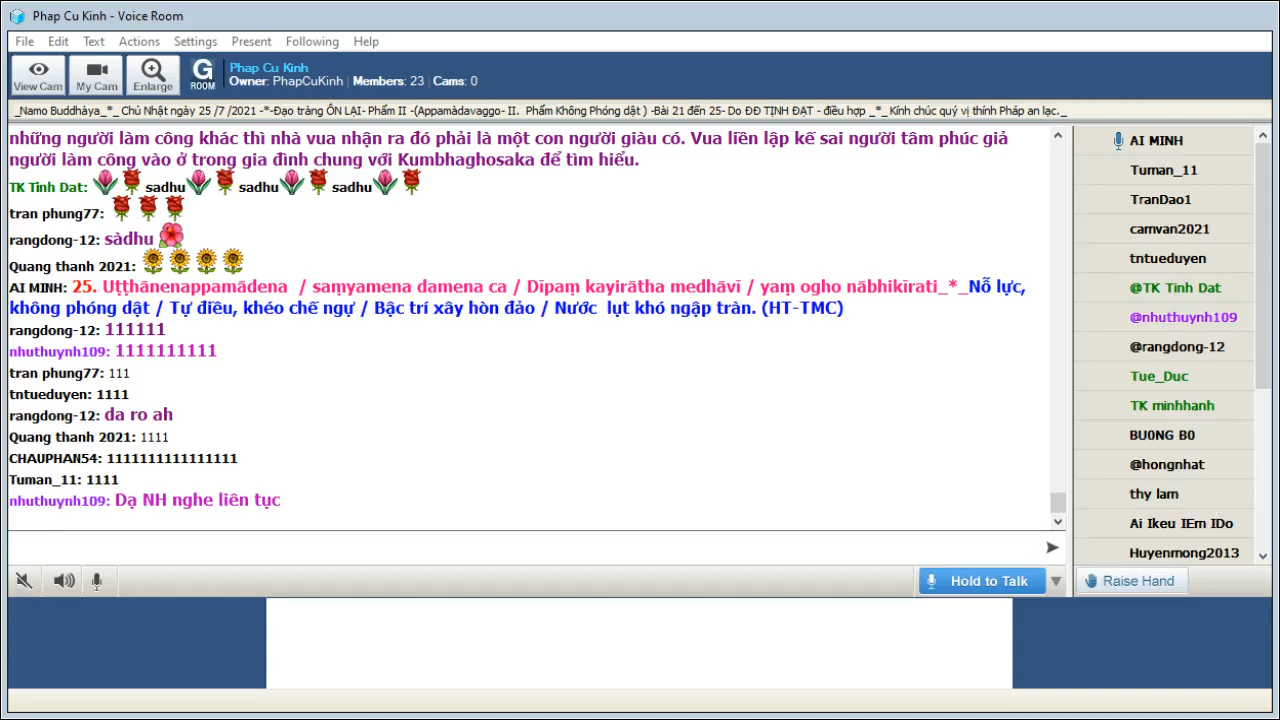 Phap Cu Kinh - Voice Room
File Edit Text Actions Settings Present Following Help
View Cam
My Cam
Enlarge
G ROOM
Phap Cu Kinh
Owner: PhapCuKinh | Members: 23 | Cams: 0
_Namo Buddhàya_*_ Chủ Nhật ngày 25 /7 /2021 -*-Đạo tràng ÔN LẠI- Phẩm II -(Appamàdavaggo- II. Phẩm Không Phóng dật ) -Bài 21 đến 25- Do ĐĐ TỊNH ĐẠT - điều hợp _*_Kính chúc quý vị thính Pháp an lạc._
những người làm công khác thì nhà vua nhận ra đó phải là một con người giàu có. Vua liền lập kế sai người tâm phúc giả
người làm công vào ở trong gia đình chung với Kumbhaghosaka để tìm hiểu.
TK Tinh Dat: sadhu sadhu sadhu
tran phung77:
rangdong-12: sàdhu
Quang thanh 2021:
AI MINH: 25. Uṭṭhānenappamādena / saṃyamena damena ca / Dīpaṃ kayirātha medhāvī / yaṃ ogho nābhikīrati_*_Nỗ lực,
không phóng dật / Tự điều, khéo chế ngự / Bậc trí xây hòn đảo / Nước lụt khó ngập tràn. (HT-TMC)
rangdong-12: 111111
nhuthuynh109: 1111111111
tran phung77: 111
tntueduyen: 1111
rangdong-12: da ro ah
Quang thanh 2021: 1111
CHAUPHAN54: 1111111111111111
Tuman_11: 1111
nhuthuynh109: Dạ NH nghe liên tục
Hold to Talk
AI MINH
Tuman_11
TranDao1
camvan2021
tntueduyen
@TK Tinh Dat
@nhuthuynh109
@rangdong-12
Tue_Duc
TK minhhanh
BU0NG B0
@hongnhat
thy lam
Ai Ikeu IEm IDo
Huyenmong2013
Raise Hand